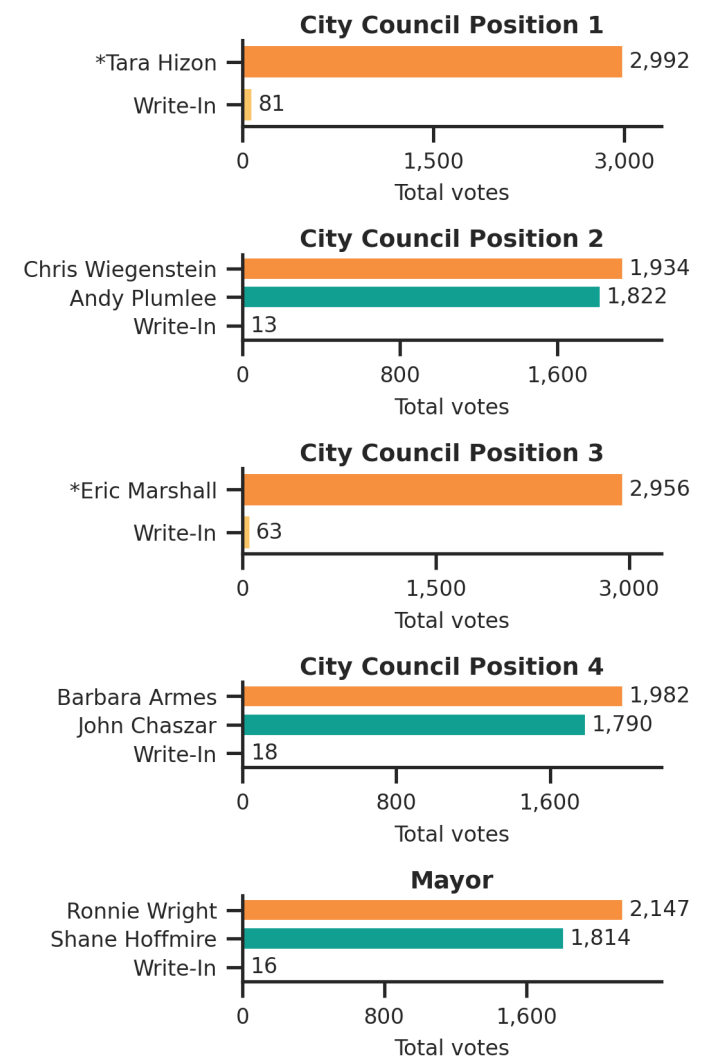 City Council Position 1
*Tara Hizon 2,992
Write-In 81
0 1,500 3,000
Total votes
City Council Position 2
Chris Wiegenstein 1,934
Andy Plumlee 1,822
Write-In 13
0 800 1,600
Total votes
City Council Position 3
*Eric Marshall 2,956
Write-In 63
0 1,500 3,000
Total votes
City Council Position 4
Barbara Armes 1,982
John Chaszar 1,790
Write-In 18
0 800 1,600
Total votes
Mayor
Ronnie Wright 2,147
Shane Hoffmire 1,814
Write-In 16
0 800 1,600
Total votes